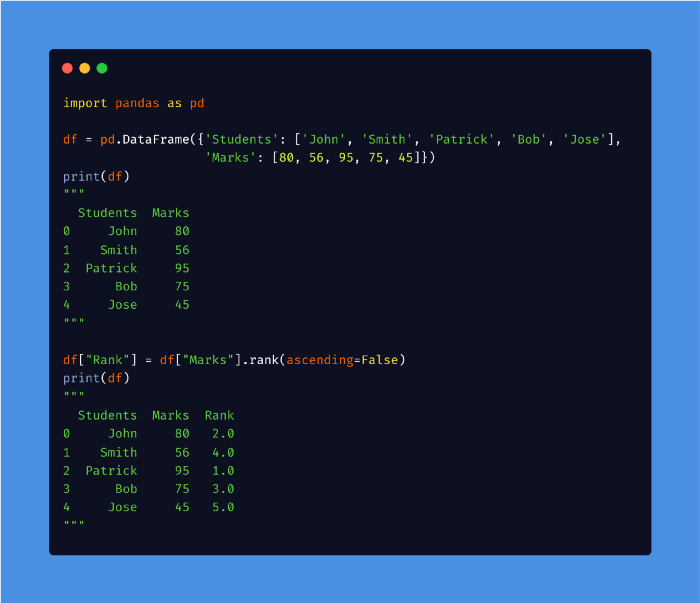 import pandas as pd
df = pd.DataFrame({'Students': ['John', 'Smith', 'Patrick', 'Bob', 'Jose'],
                   'Marks': [80, 56, 95, 75, 45]})
print(df)
"""
  Students  Marks
0     John     80
1    Smith     56
2  Patrick     95
3      Bob     75
4     Jose     45
"""
df["Rank"] = df["Marks"].rank(ascending=False)
print(df)
"""
  Students  Marks  Rank
0     John     80   2.0
1    Smith     56   4.0
2  Patrick     95   1.0
3      Bob     75   3.0
4     Jose     45   5.0
"""